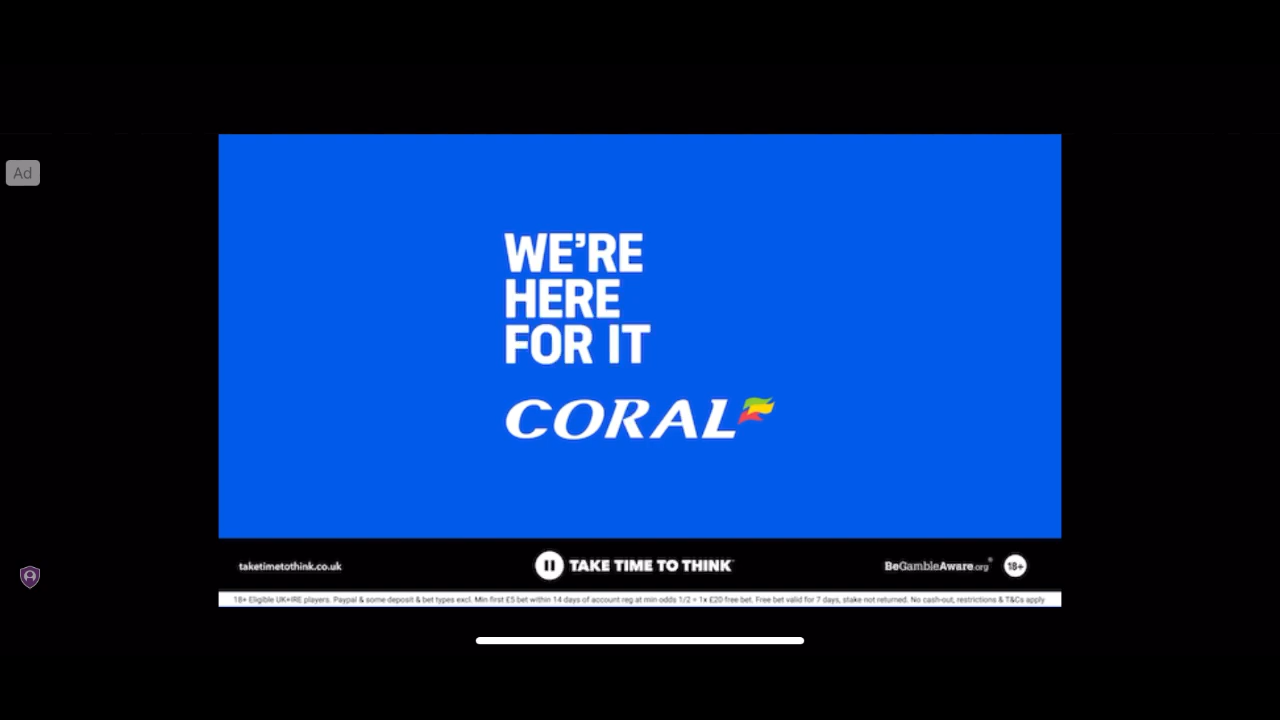 Ad
WE'RE
HERE
FOR IT
CORAL
taketimetothink.co.uk
TAKE TIME TO THINK
BeGambleAware.org®
18+
18+ Eligible UK+IRE players. Paypal & some deposit & bet types excl. Min first £5 bet within 14 days of account reg at min odds 1/2 = 1x £20 free bet. Free bet valid for 7 days, stake not returned. No cash-out, restrictions & T&Cs apply